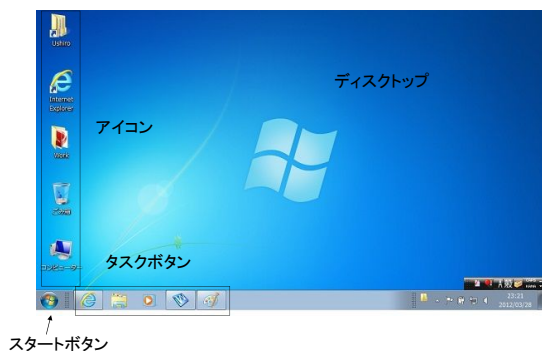 Ushiro
ディスクトップ
Internet
Explorer
アイコン
Work
ごみ箱
タスクボタン
コンピューター
23:21
2012/03/28
スタートボタン